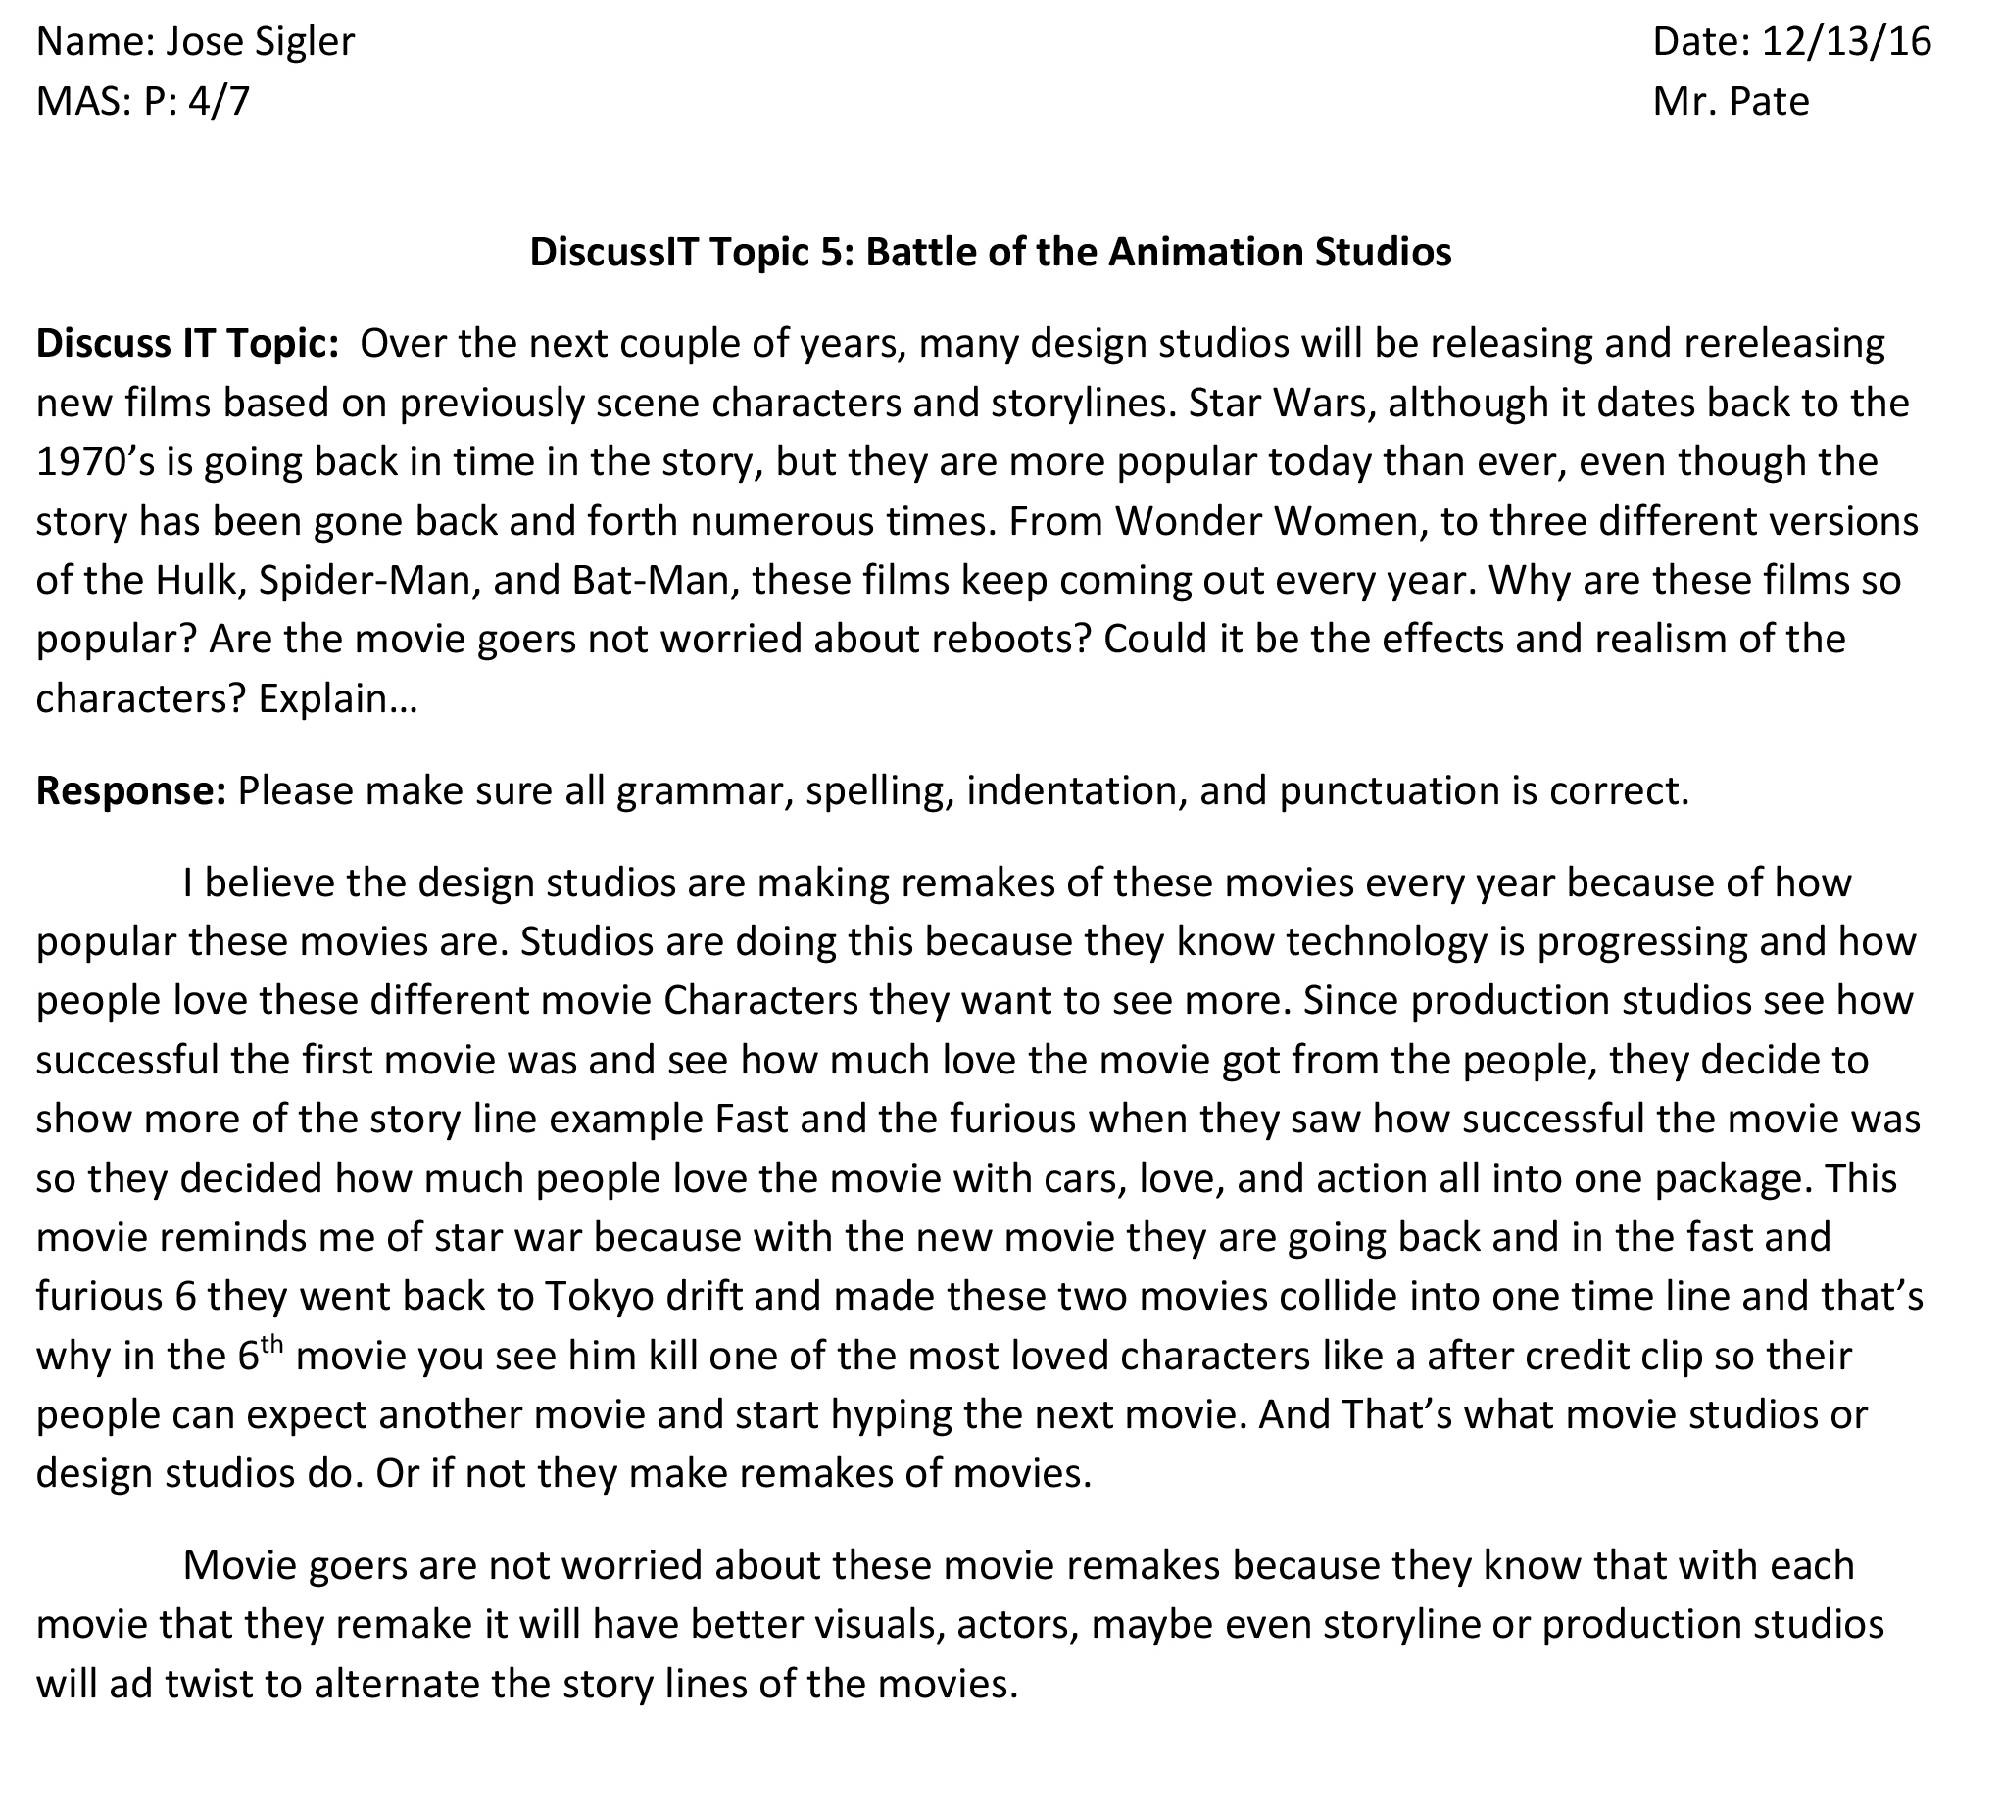 Name: Jose Sigler Date: 12/13/16
MAS: P: 4/7 Mr. Pate
DiscussIT Topic 5: Battle of the Animation Studios
Discuss IT Topic:  Over the next couple of years, many design studios will be releasing and rereleasing
new films based on previously scene characters and storylines. Star Wars, although it dates back to the
1970’s is going back in time in the story, but they are more popular today than ever, even though the
story has been gone back and forth numerous times. From Wonder Women, to three different versions
of the Hulk, Spider-Man, and Bat-Man, these films keep coming out every year. Why are these films so
popular? Are the movie goers not worried about reboots? Could it be the effects and realism of the
characters? Explain…
Response: Please make sure all grammar, spelling, indentation, and punctuation is correct.
I believe the design studios are making remakes of these movies every year because of how
popular these movies are. Studios are doing this because they know technology is progressing and how
people love these different movie Characters they want to see more. Since production studios see how
successful the first movie was and see how much love the movie got from the people, they decide to
show more of the story line example Fast and the furious when they saw how successful the movie was
so they decided how much people love the movie with cars, love, and action all into one package. This
movie reminds me of star war because with the new movie they are going back and in the fast and
furious 6 they went back to Tokyo drift and made these two movies collide into one time line and that’s
why in the 6th movie you see him kill one of the most loved characters like a after credit clip so their
people can expect another movie and start hyping the next movie. And That’s what movie studios or
design studios do. Or if not they make remakes of movies.
Movie goers are not worried about these movie remakes because they know that with each
movie that they remake it will have better visuals, actors, maybe even storyline or production studios
will ad twist to alternate the story lines of the movies.